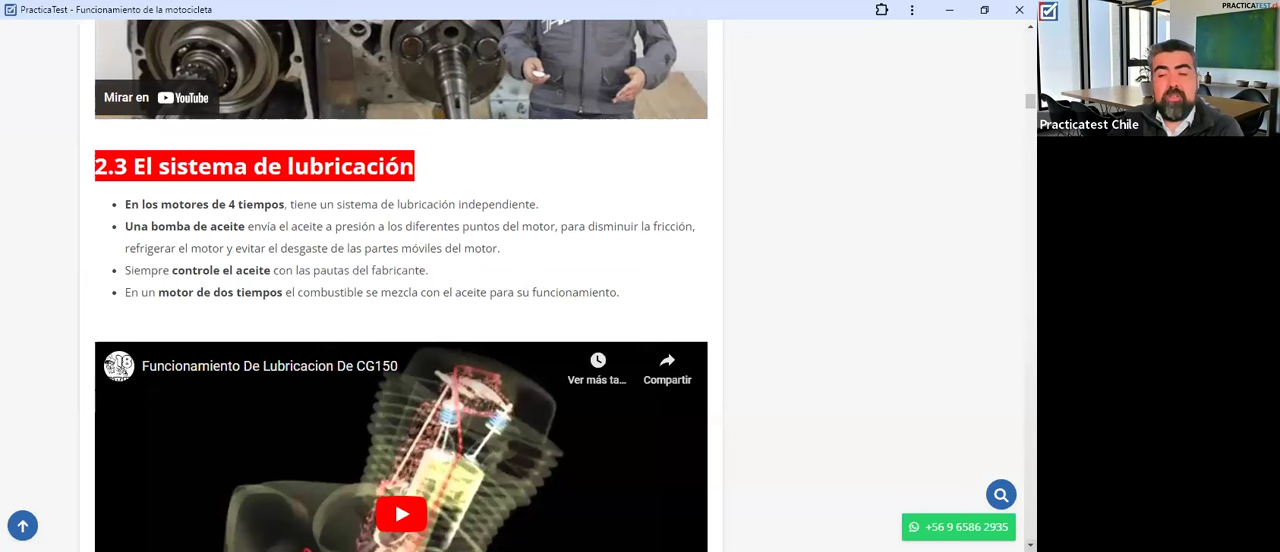 PracticaTest - Funcionamiento de la motocicleta
PRACTICATEST
Mirar en YouTube
Practicatest Chile
2.3 El sistema de lubricación
En los motores de 4 tiempos, tiene un sistema de lubricación independiente.
Una bomba de aceite envía el aceite a presión a los diferentes puntos del motor, para disminuir la fricción,
refrigerar el motor y evitar el desgaste de las partes móviles del motor.
Siempre controle el aceite con las pautas del fabricante.
En un motor de dos tiempos el combustible se mezcla con el aceite para su funcionamiento.
18
Funcionamiento De Lubricacion De CG150
Ver más ta...
Compartir
+56 9 6586 2935